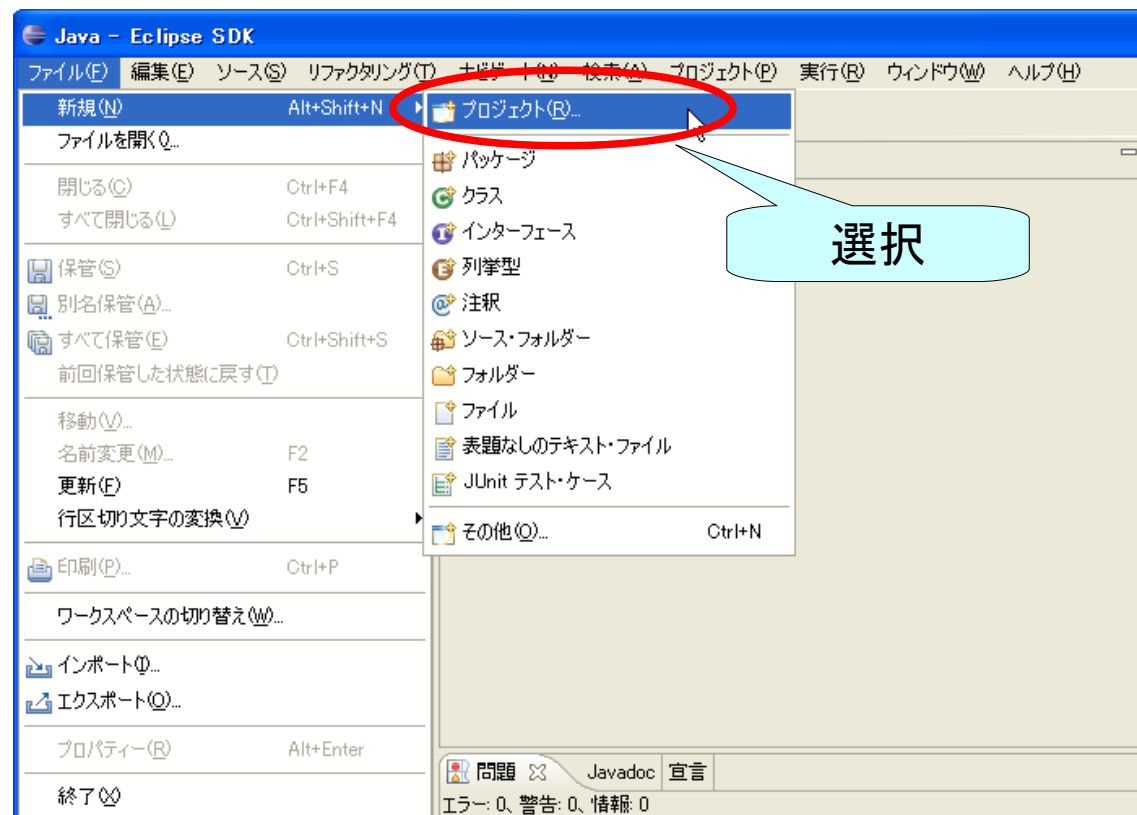 Java - Eclipse SDK
ファイル(F) 編集(E) ソース(S) リファクタリング(T) ナビゲート(N) 検索(A) プロジェクト(P) 実行(R) ウィンドウ(W) ヘルプ(H)
新規(N) Alt+Shift+N
ファイルを開く(.)...
閉じる(C) Ctrl+F4
すべて閉じる(L) Ctrl+Shift+F4
保管(S) Ctrl+S
別名保管(A)...
すべて保管(E) Ctrl+Shift+S
前回保管した状態に戻す(T)
移動(V)...
名前変更(M)... F2
更新(F) F5
行区切り文字の変換(V)
印刷(P)... Ctrl+P
ワークスペースの切り替え(W)...
インポート(I)...
エクスポート(O)...
プロパティー(R) Alt+Enter
終了(X)
プロジェクト(R)...
パッケージ
クラス
インターフェース
列挙型
注釈
ソース・フォルダー
フォルダー
ファイル
表題なしのテキスト・ファイル
JUnit テスト・ケース
その他(O)... Ctrl+N
選択
問題 Javadoc 宣言
エラー: 0、警告: 0、情報: 0